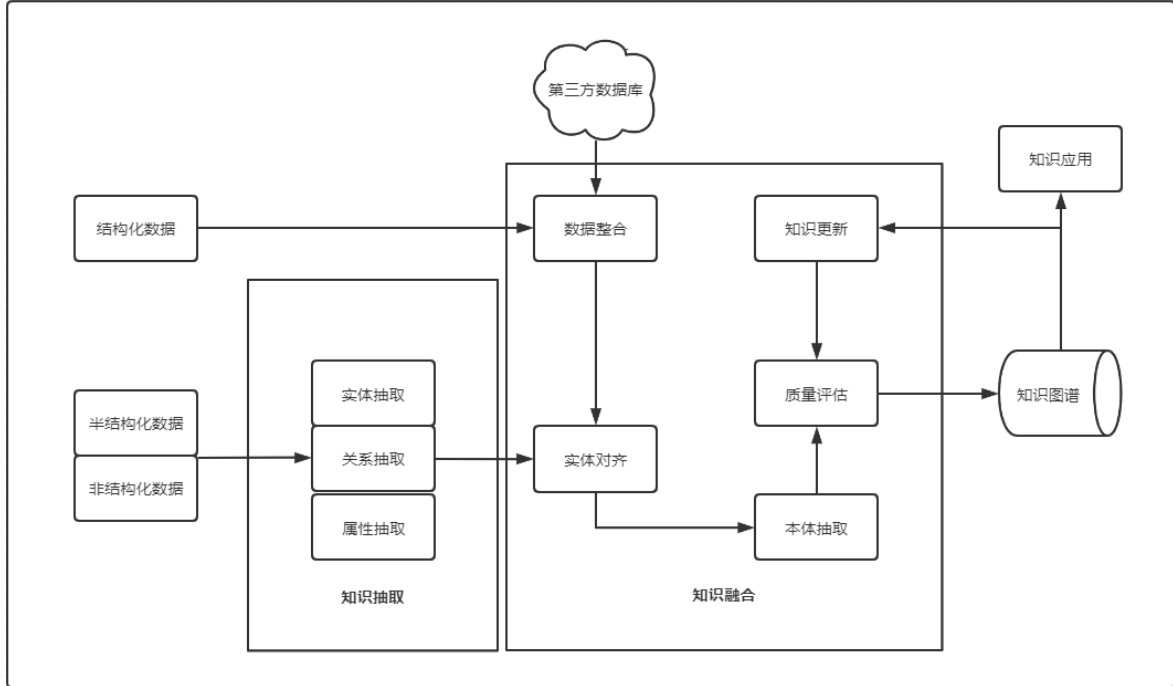 第三方数据库
知识应用
结构化数据
数据整合
知识更新
实体抽取
半结构化数据
质量评估
知识图谱
关系抽取
实体对齐
非结构化数据
属性抽取
本体抽取
知识抽取
知识融合